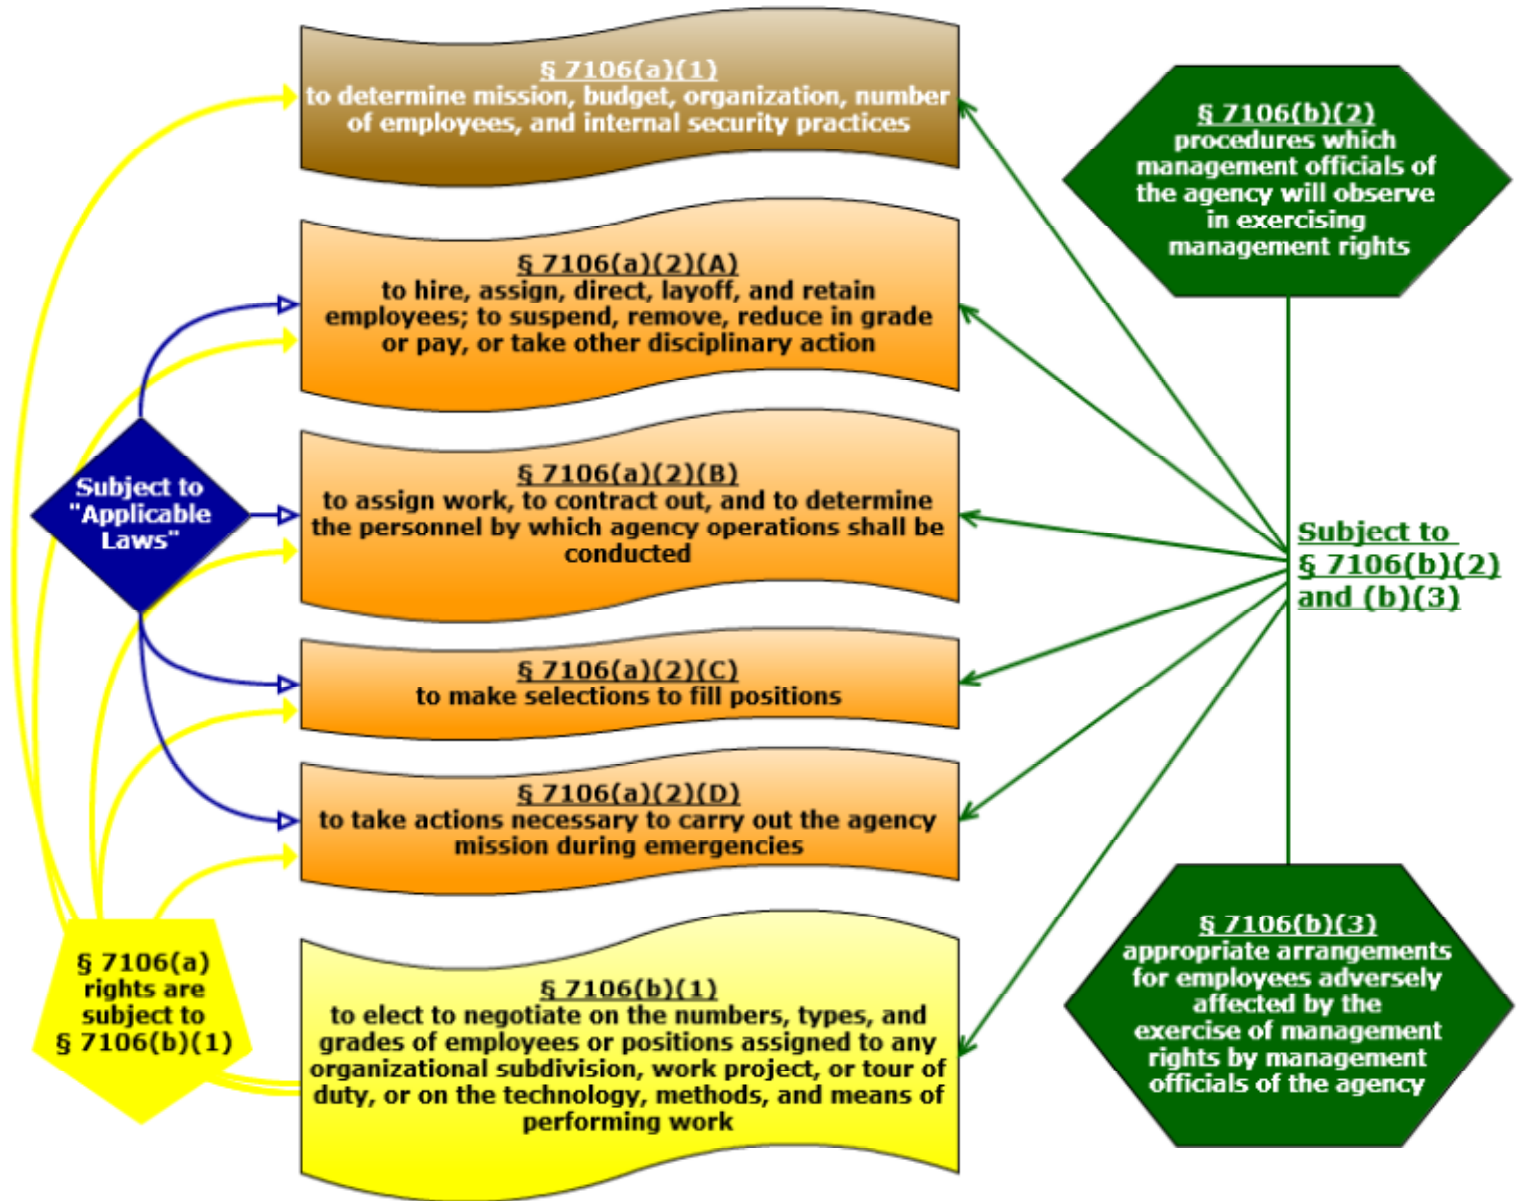 § 7106(a)(1)
to determine mission, budget, organization, number
of employees, and internal security practices
§ 7106(b)(2)
procedures which
management officials of
the agency will observe
in exercising
management rights
§ 7106(a)(2)(A)
to hire, assign, direct, layoff, and retain
employees; to suspend, remove, reduce in grade
or pay, or take other disciplinary action
Subject to
"Applicable
Laws"
§ 7106(a)(2)(B)
to assign work, to contract out, and to determine
the personnel by which agency operations shall be
conducted
Subject to
§ 7106(b)(2)
and (b)(3)
§ 7106(a)(2)(C)
to make selections to fill positions
§ 7106(a)(2)(D)
to take actions necessary to carry out the agency
mission during emergencies
§ 7106(a)
rights are
subject to
§ 7106(b)(1)
§ 7106(b)(1)
to elect to negotiate on the numbers, types, and
grades of employees or positions assigned to any
organizational subdivision, work project, or tour of
duty, or on the technology, methods, and means of
performing work
§ 7106(b)(3)
appropriate arrangements
for employees adversely
affected by the
exercise of management
rights by management
officials of the agency